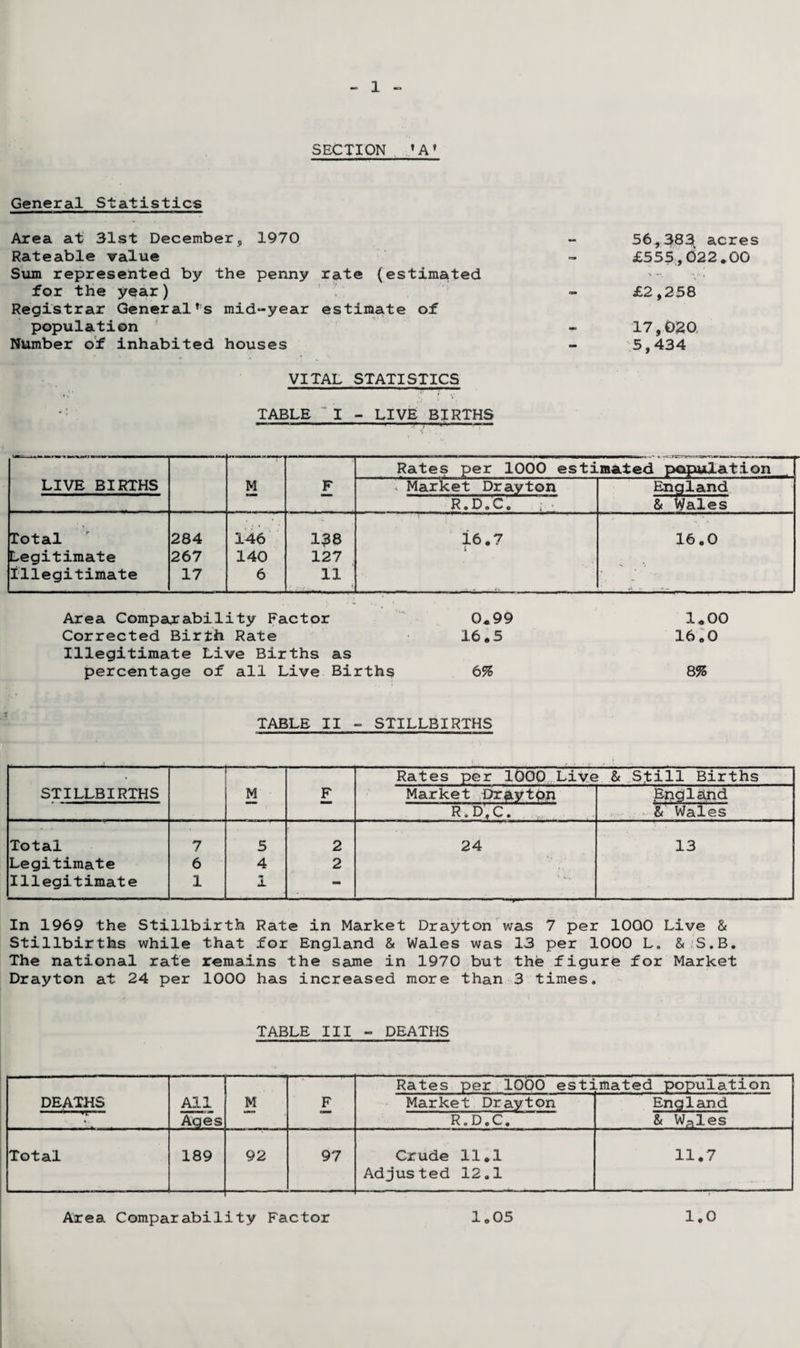 - 1 -
SECTION 'A'
General Statistics
Area at 31st December, 1970 - 56,383 acres
Rateable value - £555,022.00
Sum represented by the penny rate (estimated
for the year) - £2,258
Registrar General's mid-year estimate of
population - 17,020
Number of inhabited houses - 5,434
VITAL STATISTICS
TABLE I - LIVE BIRTHS
Rates per 1000 estimated population
LIVE BIRTHS M F Market Drayton England
R.D.C. & Wales
Total 284 146 138 16.7 16.0
Legitimate 267 140 127
Illegitimate 17 6 11
Area Comparability Factor 0.99 1.00
Corrected Birth Rate 16.5 16.0
Illegitimate Live Births as
percentage of all Live Births 6% 8%
TABLE II - STILLBIRTHS
Rates per 1000 Live & Still Births
STILLBIRTHS M F Market Drayton England
R.D.C. & Wales
Total 7 5 2 24 13
Legitimate 6 4 2
Illegitimate 1 1 -
In 1969 the Stillbirth Rate in Market Drayton was 7 per 1000 Live &
Stillbirths while that for England & Wales was 13 per 1000 L. & S.B.
The national rate remains the same in 1970 but the figure for Market
Drayton at 24 per 1000 has increased more than 3 times.
TABLE III - DEATHS
Rates per 1000 estimated population
DEATHS All M F Market Drayton England
Ages R.D.C. & Wales
Total 189 92 97 Crude 11.1 11.7
Adjusted 12.1
Area Comparability Factor 1.05 1.0